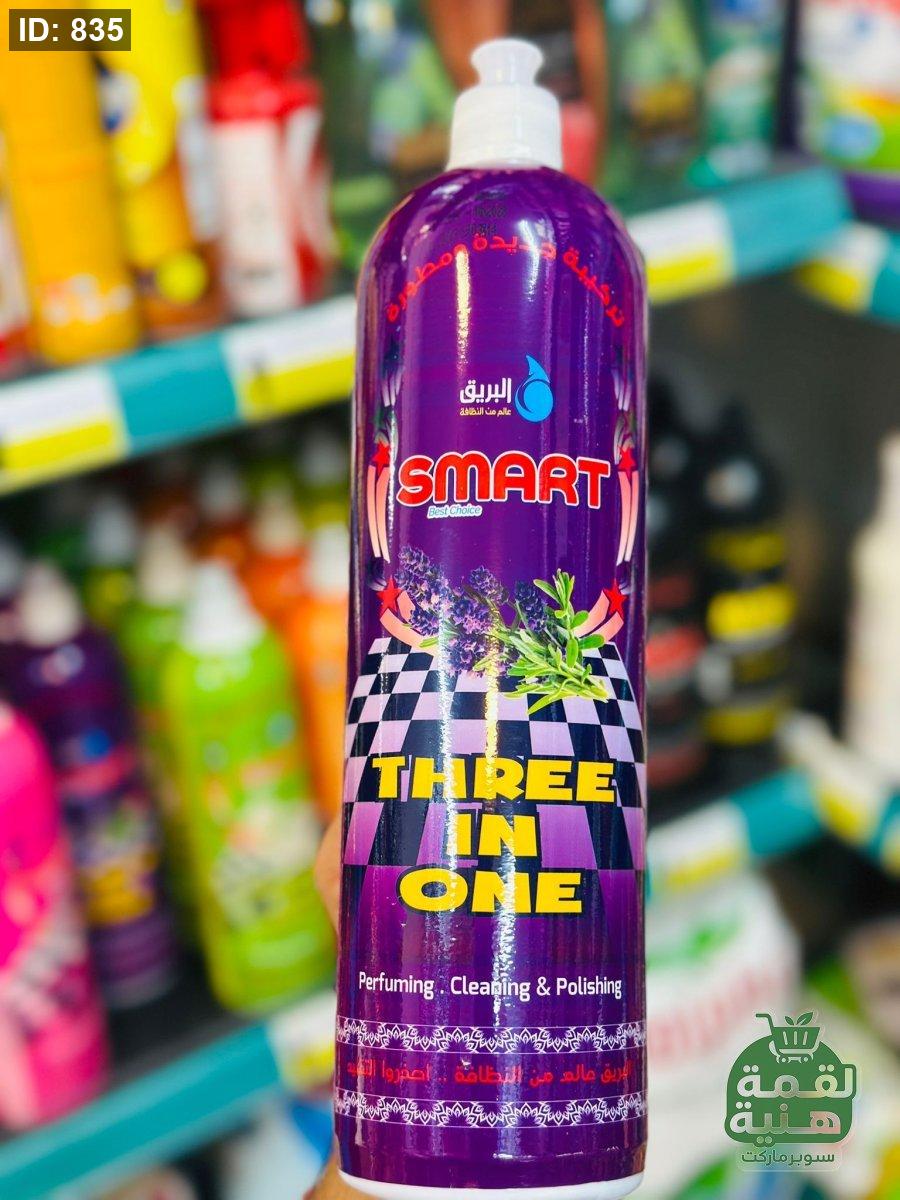 ID: 835
تركيبة جديدة ومطورة
البريق
عالم من النظافة
SMART
Best Choice
THREE
IN
ONE
Perfuming . Cleaning & Polishing
البريق عالم من النظافة .. احذروا التقليد
لقمة
هنية
سوبرماركت